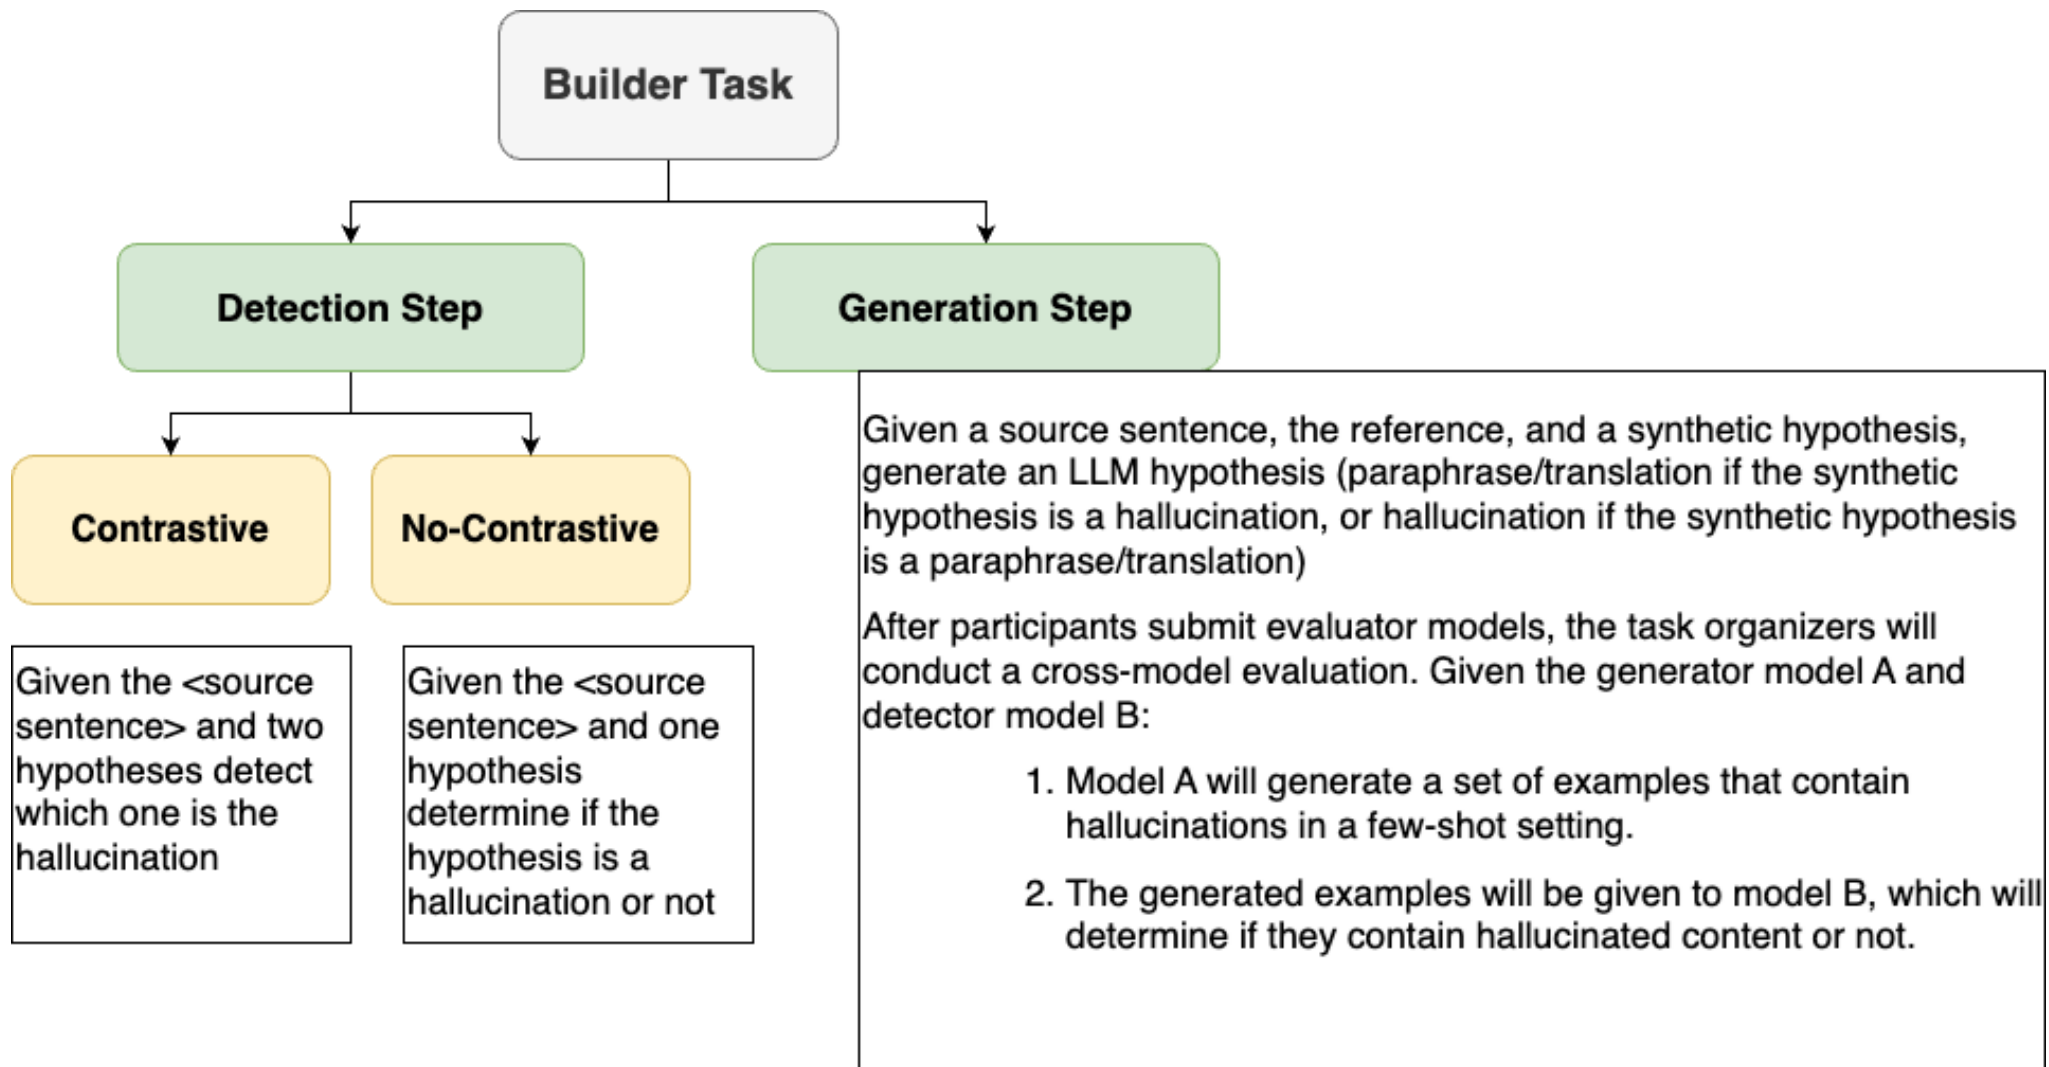 Builder Task
Detection Step
Generation Step
Contrastive
No-Contrastive
Given the <source
sentence> and two
hypotheses detect
which one is the
hallucination
Given the <source
sentence> and one
hypothesis
determine if the
hypothesis is a
hallucination or not
Given a source sentence, the reference, and a synthetic hypothesis,
generate an LLM hypothesis (paraphrase/translation if the synthetic
hypothesis is a hallucination, or hallucination if the synthetic hypothesis
is a paraphrase/translation)
After participants submit evaluator models, the task organizers will
conduct a cross-model evaluation. Given the generator model A and
detector model B:
1. Model A will generate a set of examples that contain
hallucinations in a few-shot setting.
2. The generated examples will be given to model B, which will
determine if they contain hallucinated content or not.